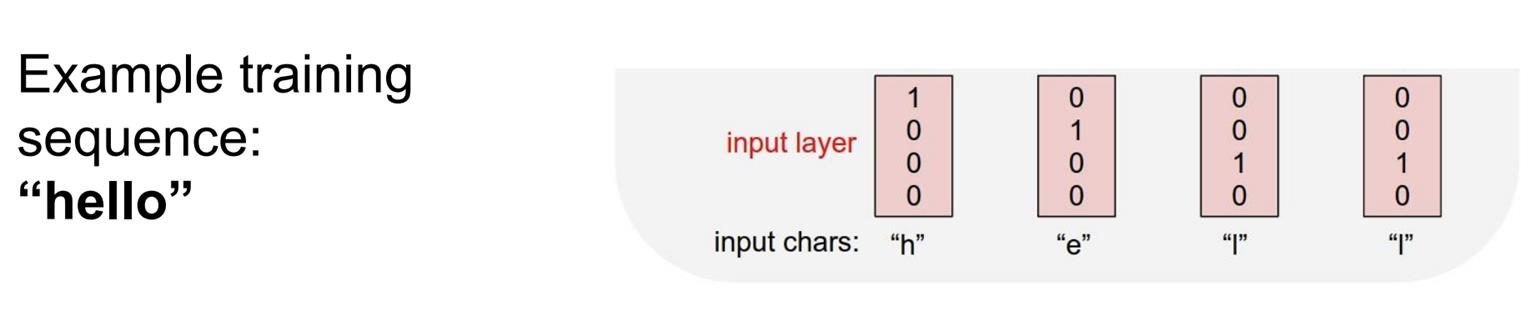 Example training
sequence:
“hello”
1 0 0 0
input layer 0 1 0 0
0 0 1 1
0 0 0 0
input chars: “h” “e” “l” “l”